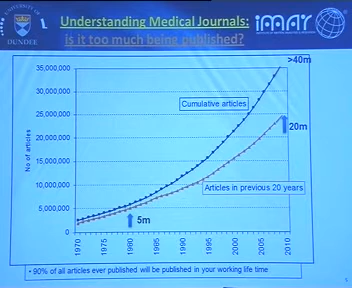 UNIVERSITY OF
DUNDEE
Understanding Medical Journals:
is it too much being published?
imar
>40m
35,000,000
30,000,000
25,000,000
20,000,000
15,000,000
10,000,000
5,000,000
0
No of articles
Cumulative articles
20m
Articles in previous 20 years
5m
1970
1975
1980
1985
1990
1995
2000
2005
2010
• 90% of all articles ever published will be published in your working life time